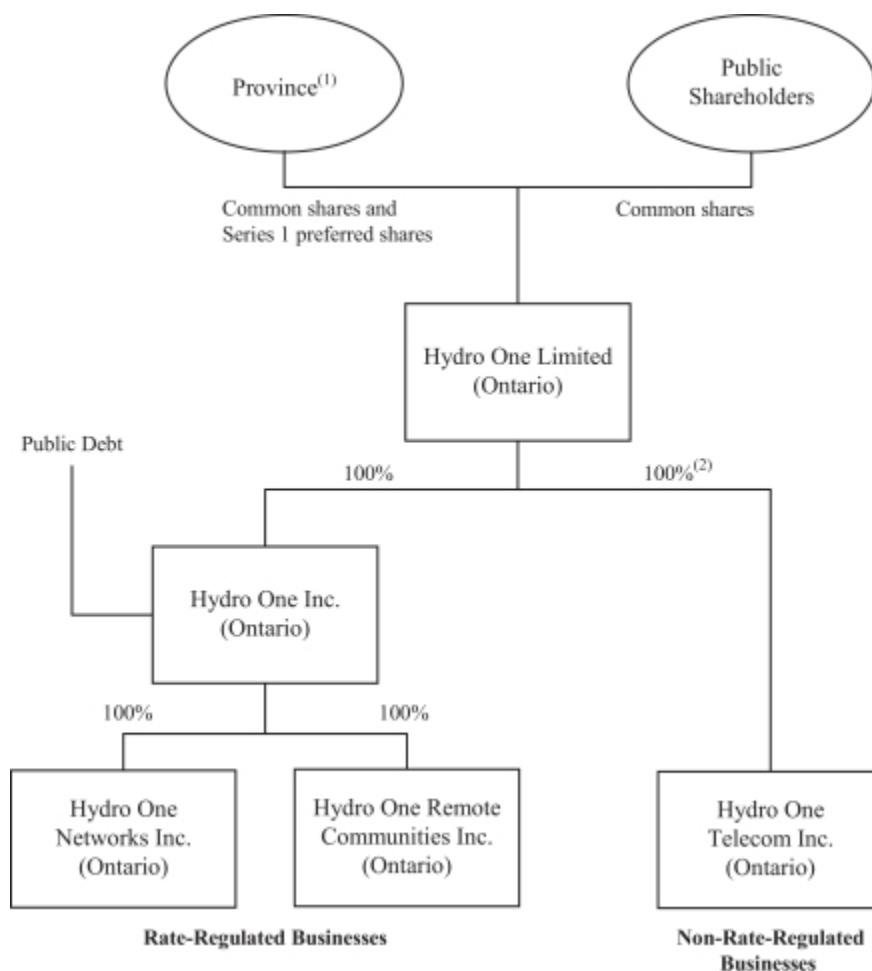 Province(1)
Public
Shareholders
Common shares and
Series 1 preferred shares
Common shares
Hydro One Limited
(Ontario)
Public Debt
100%
100%(2)
Hydro One Inc.
(Ontario)
100%
100%
Hydro One
Networks Inc.
(Ontario)
Hydro One Remote
Communities Inc.
(Ontario)
Hydro One
Telecom Inc.
(Ontario)
Rate-Regulated Businesses
Non-Rate-Regulated
Businesses